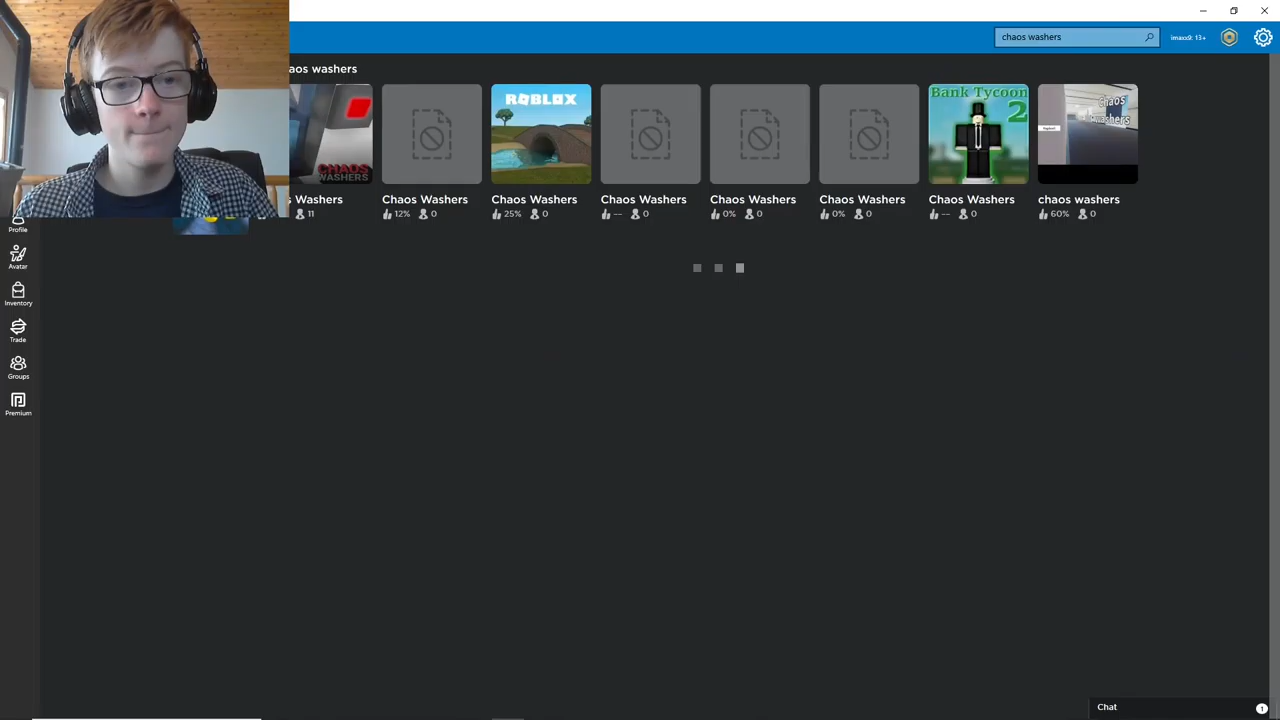 chaos washers
imaxx9: 13+
aos washers
CHAOS
WASHERS
ROBLOX
Bank Tycoon
2
Chaos
washers
Washers
Chaos Washers
Chaos Washers
Chaos Washers
Chaos Washers
Chaos Washers
Chaos Washers
chaos washers
11
12% 0
25% 0
-- 0
0% 0
0% 0
-- 0
60% 0
Profile
Avatar
Inventory
Trade
Groups
Premium
Chat
1